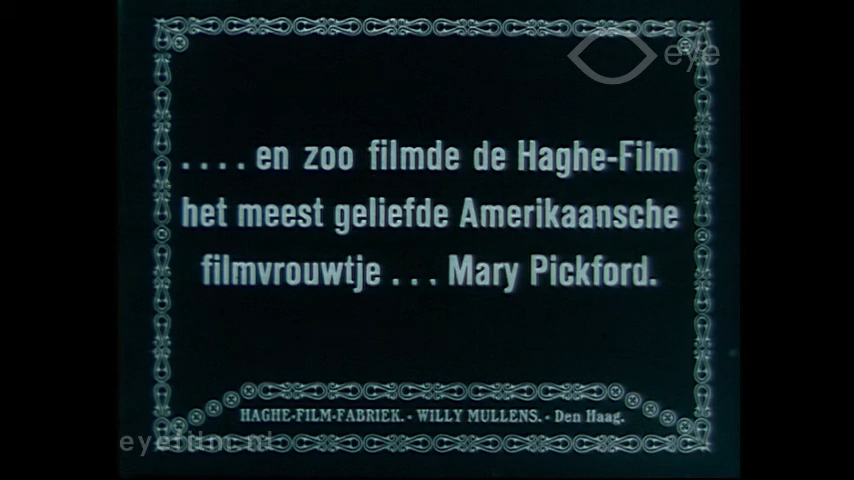 eye
.... en zoo filmde de Haghe-Film
het meest geliefde Amerikaansche
filmvrouwtje ... Mary Pickford.
HAGHE-FILM-FABRIEK. - WILLY MULLENS. - Den Haag.
eyefilm.nl